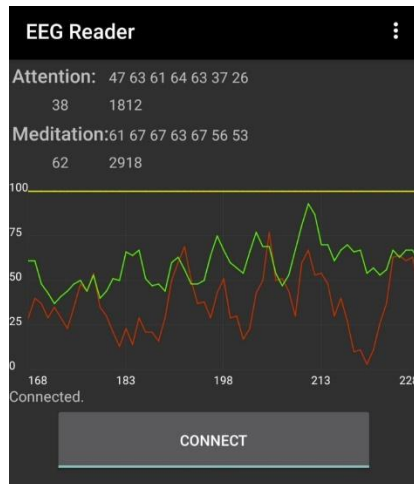 EEG Reader
Attention: 47 63 61 64 63 37 26
38 1812
Meditation:61 67 67 63 67 56 53
62 2918
100
75
50
25
0
168 183 198 213 228
Connected.
CONNECT